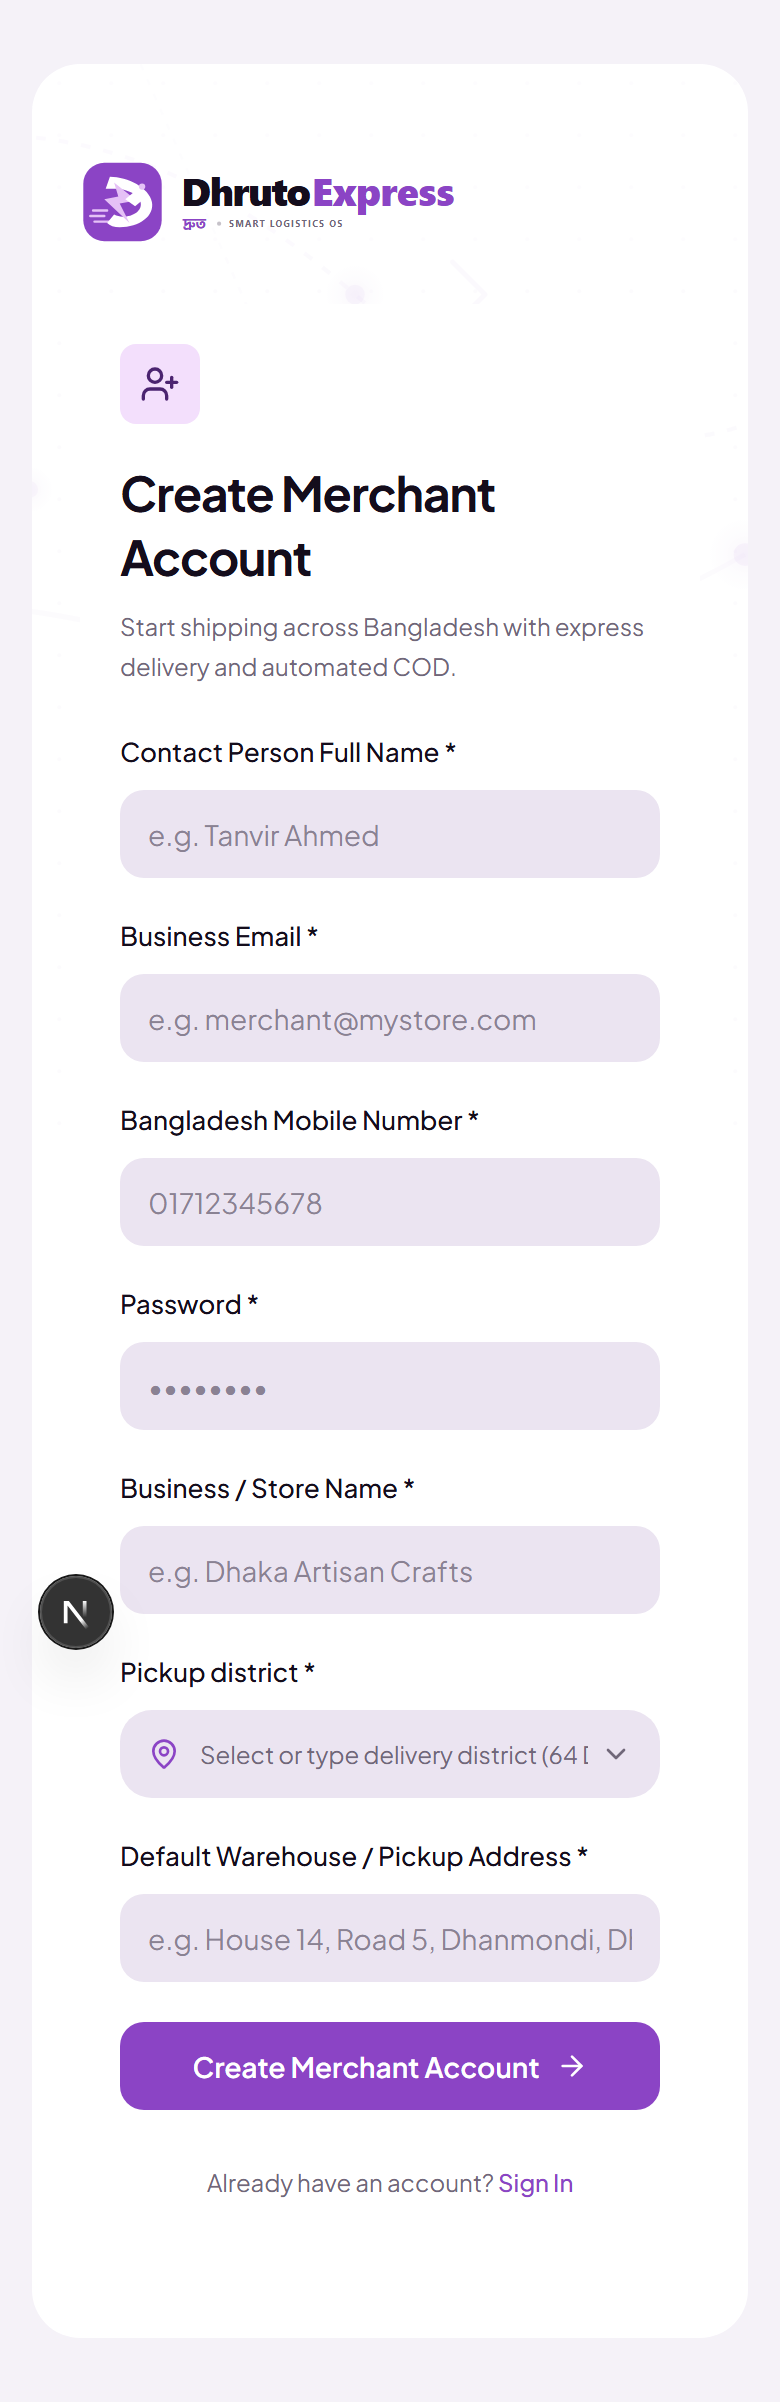 DhrutoExpress
দ্রুত • SMART LOGISTICS OS
Create Merchant
Account
Start shipping across Bangladesh with express
delivery and automated COD.
Contact Person Full Name *
e.g. Tanvir Ahmed
Business Email *
e.g. merchant@mystore.com
Bangladesh Mobile Number *
01712345678
Password *
••••••••
Business / Store Name *
e.g. Dhaka Artisan Crafts
N
Pickup district *
Select or type delivery district (64
Default Warehouse / Pickup Address *
e.g. House 14, Road 5, Dhanmondi,
Create Merchant Account →
Already have an account? Sign In